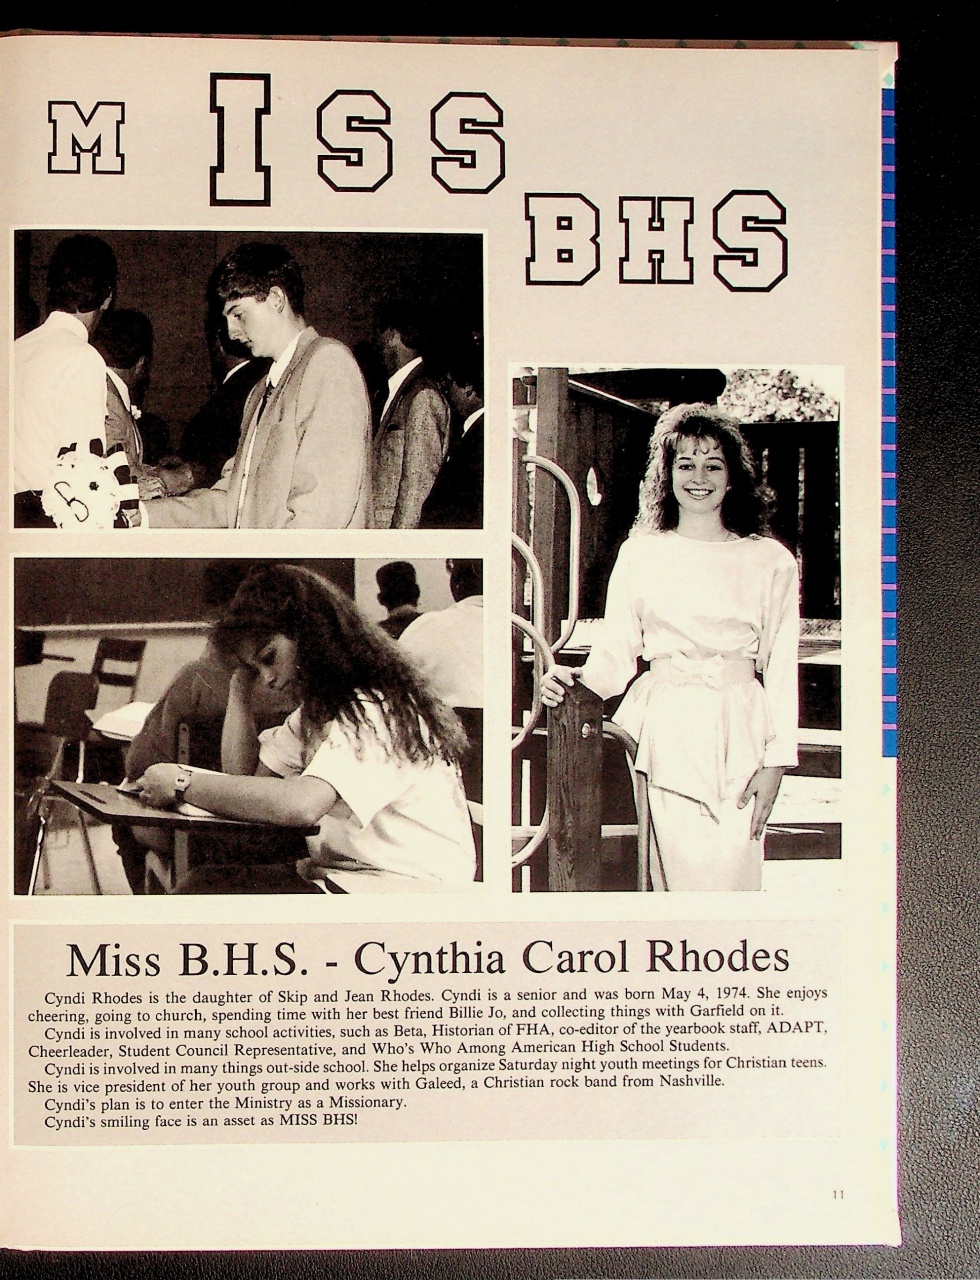 MISS
BHS
Miss B.H.S. - Cynthia Carol Rhodes
Cyndi Rhodes is the daughter of Skip and Jean Rhodes. Cyndi is a senior and was born May 4, 1974. She enjoys
cheering, going to church, spending time with her best friend Billie Jo, and collecting things with Garfield on it.
Cyndi is involved in many school activities, such as Beta, Historian of FHA, co-editor of the yearbook staff, ADAPT,
Cheerleader, Student Council Representative, and Who's Who Among American High School Students.
Cyndi is involved in many things out-side school. She helps organize Saturday night youth meetings for Christian teens.
She is vice president of her youth group and works with Galeed, a Christian rock band from Nashville.
Cyndi's plan is to enter the Ministry as a Missionary.
Cyndi's smiling face is an asset as MISS BHS!
11